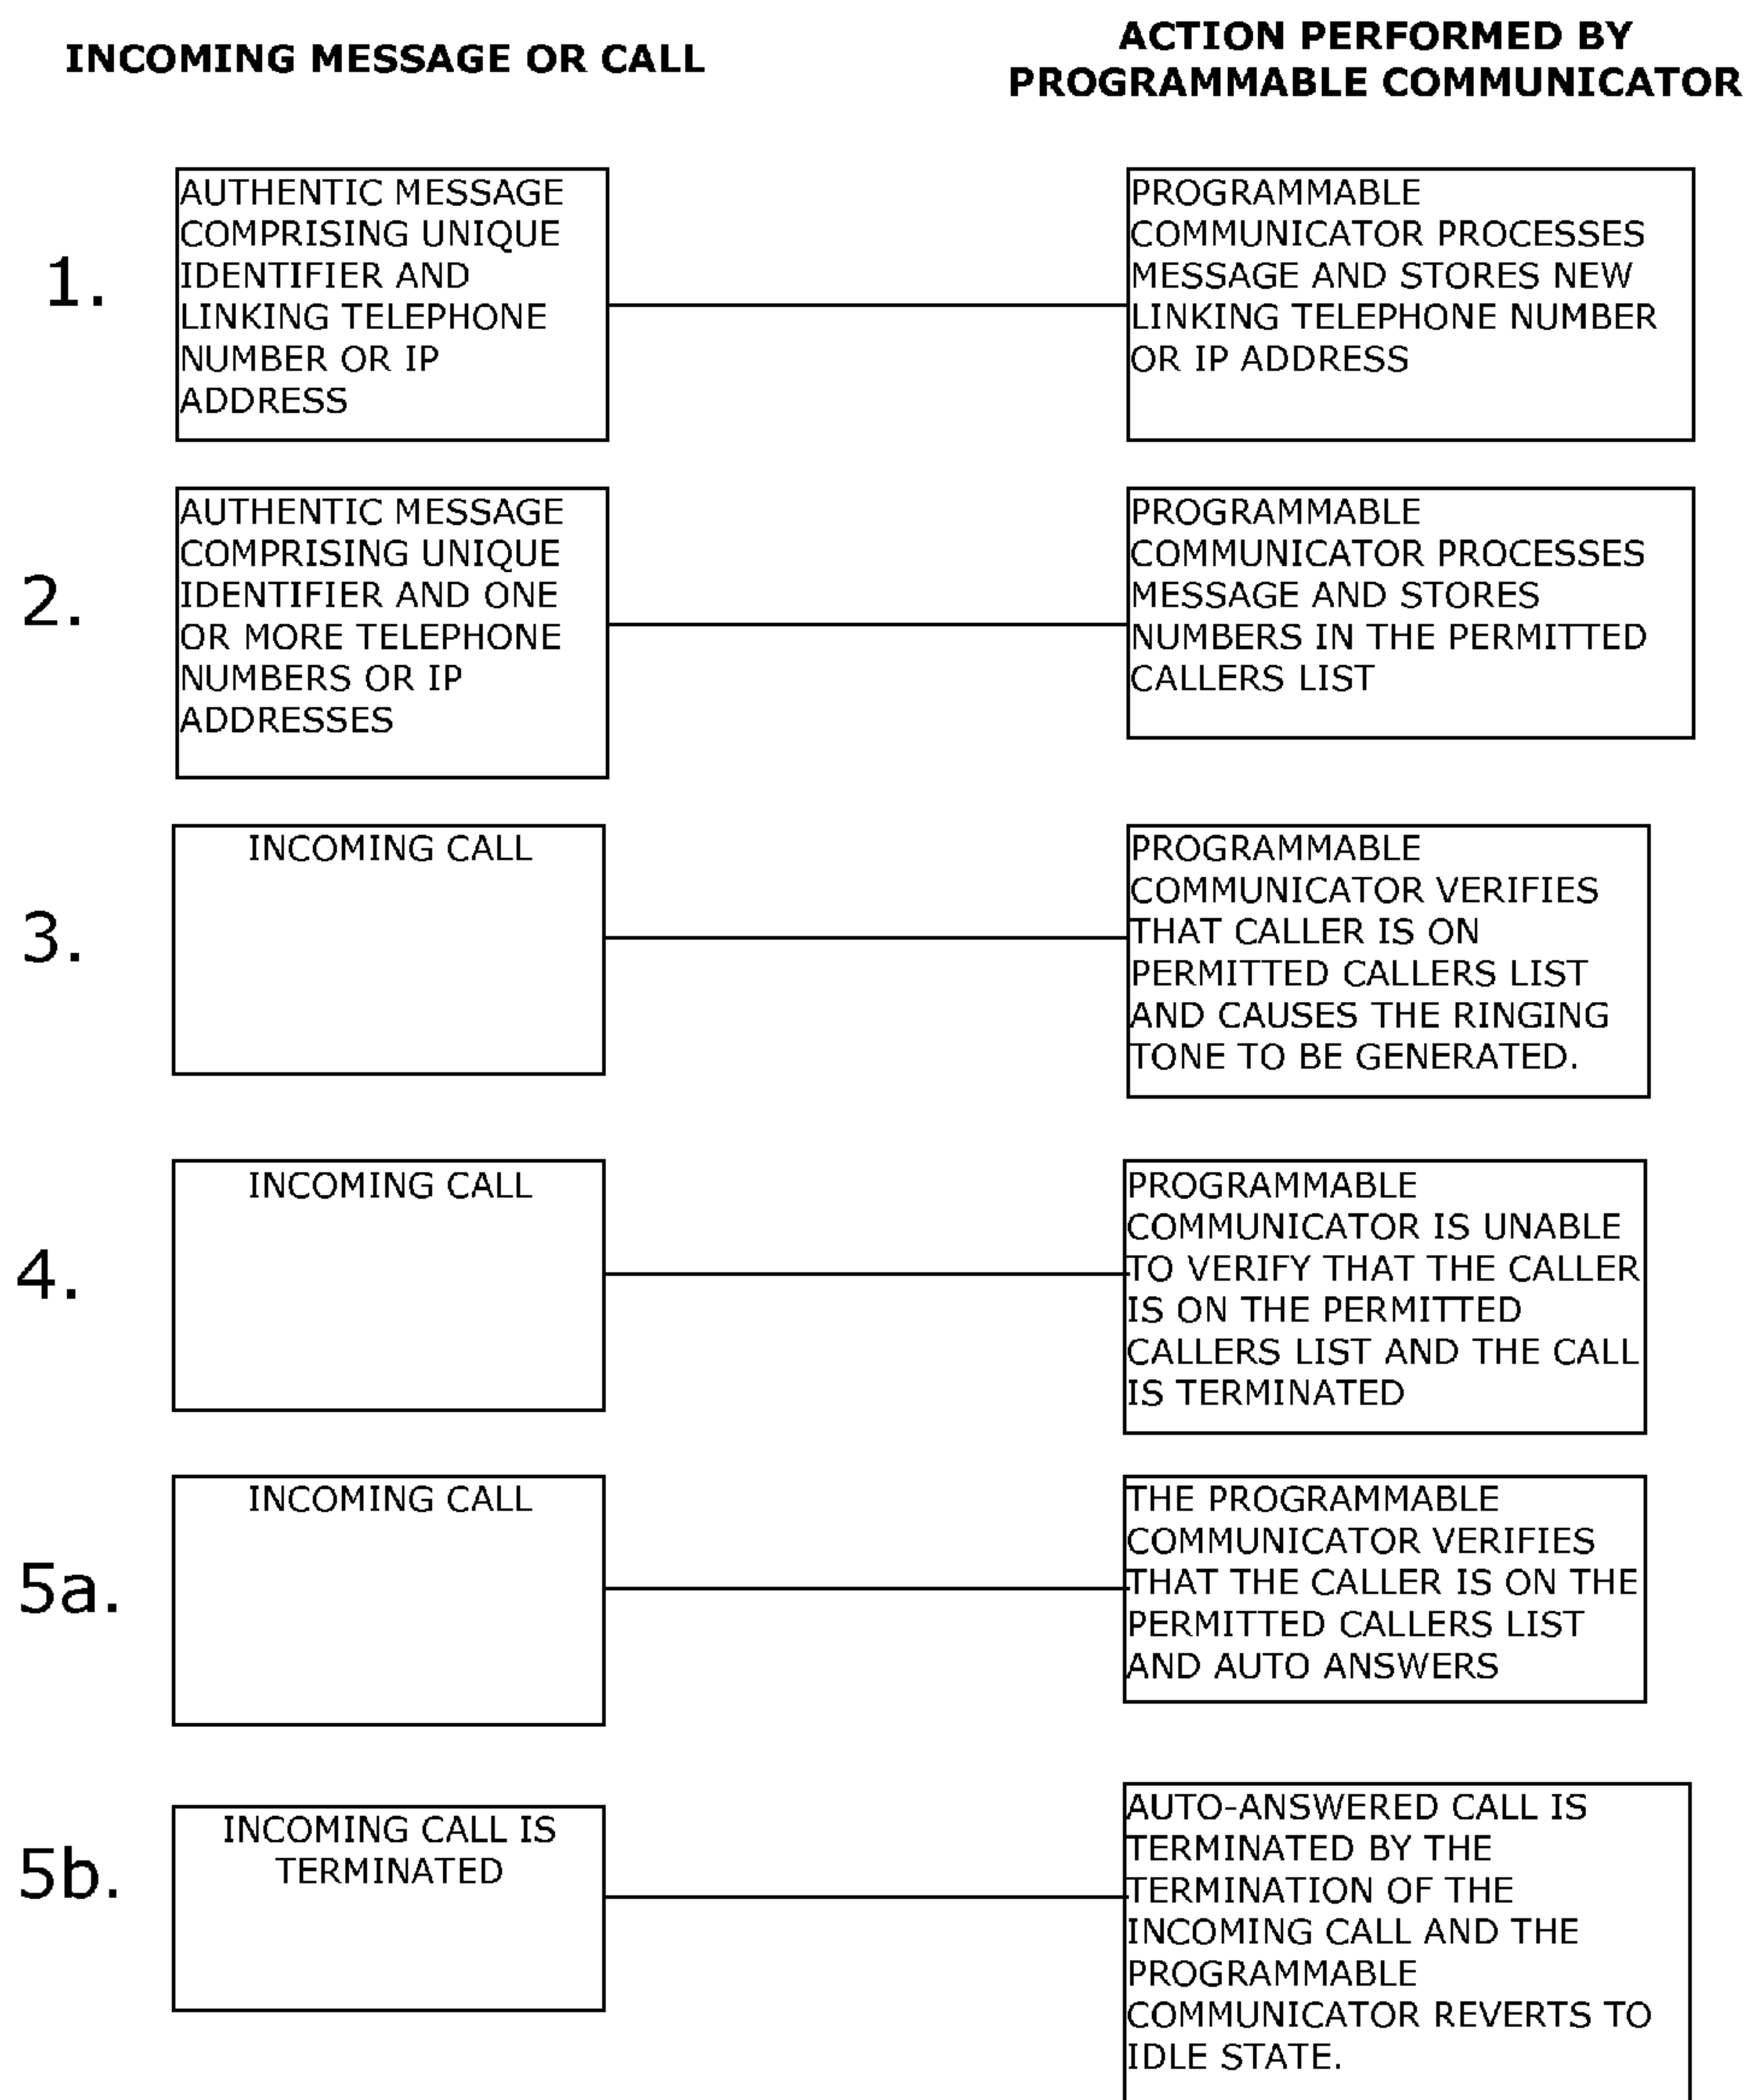 INCOMING MESSAGE OR CALL
ACTION PERFORMED BY
PROGRAMMABLE COMMUNICATOR
1.
AUTHENTIC MESSAGE
COMPRISING UNIQUE
IDENTIFIER AND
LINKING TELEPHONE
NUMBER OR IP
ADDRESS
PROGRAMMABLE
COMMUNICATOR PROCESSES
MESSAGE AND STORES NEW
LINKING TELEPHONE NUMBER
OR IP ADDRESS
2.
AUTHENTIC MESSAGE
COMPRISING UNIQUE
IDENTIFIER AND ONE
OR MORE TELEPHONE
NUMBERS OR IP
ADDRESSES
PROGRAMMABLE
COMMUNICATOR PROCESSES
MESSAGE AND STORES
NUMBERS IN THE PERMITTED
CALLERS LIST
3.
INCOMING CALL
PROGRAMMABLE
COMMUNICATOR VERIFIES
THAT CALLER IS ON
PERMITTED CALLERS LIST
AND CAUSES THE RINGING
TONE TO BE GENERATED.
4.
INCOMING CALL
PROGRAMMABLE
COMMUNICATOR IS UNABLE
TO VERIFY THAT THE CALLER
IS ON THE PERMITTED
CALLERS LIST AND THE CALL
IS TERMINATED
5a.
INCOMING CALL
THE PROGRAMMABLE
COMMUNICATOR VERIFIES
THAT THE CALLER IS ON THE
PERMITTED CALLERS LIST
AND AUTO ANSWERS
5b.
INCOMING CALL IS
TERMINATED
AUTO-ANSWERED CALL IS
TERMINATED BY THE
TERMINATION OF THE
INCOMING CALL AND THE
PROGRAMMABLE
COMMUNICATOR REVERTS TO
IDLE STATE.